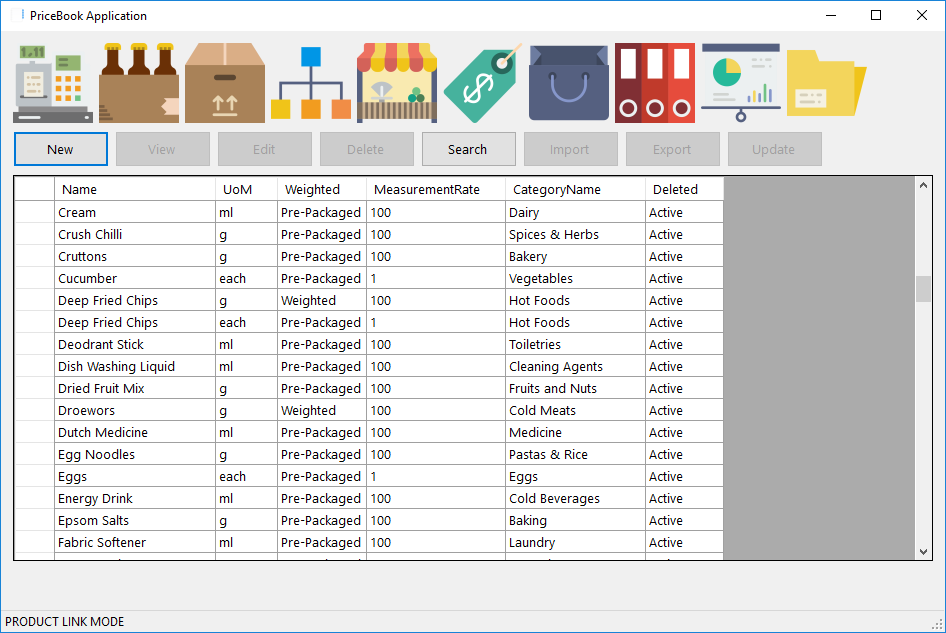 PriceBook Application
1,11
New View Edit Delete Search Import Export Update
Name UoM Weighted MeasurementRate CategoryName Deleted
Cream ml Pre-Packaged 100 Dairy Active
Crush Chilli g Pre-Packaged 100 Spices & Herbs Active
Cruttons g Pre-Packaged 100 Bakery Active
Cucumber each Pre-Packaged 1 Vegetables Active
Deep Fried Chips g Weighted 100 Hot Foods Active
Deep Fried Chips each Pre-Packaged 1 Hot Foods Active
Deodrant Stick ml Pre-Packaged 100 Toiletries Active
Dish Washing Liquid ml Pre-Packaged 100 Cleaning Agents Active
Dried Fruit Mix g Pre-Packaged 100 Fruits and Nuts Active
Droewors g Weighted 100 Cold Meats Active
Dutch Medicine ml Pre-Packaged 100 Medicine Active
Egg Noodles g Pre-Packaged 100 Pastas & Rice Active
Eggs each Pre-Packaged 1 Eggs Active
Energy Drink ml Pre-Packaged 100 Cold Beverages Active
Epsom Salts g Pre-Packaged 100 Baking Active
Fabric Softener ml Pre-Packaged 100 Laundry Active
PRODUCT LINK MODE